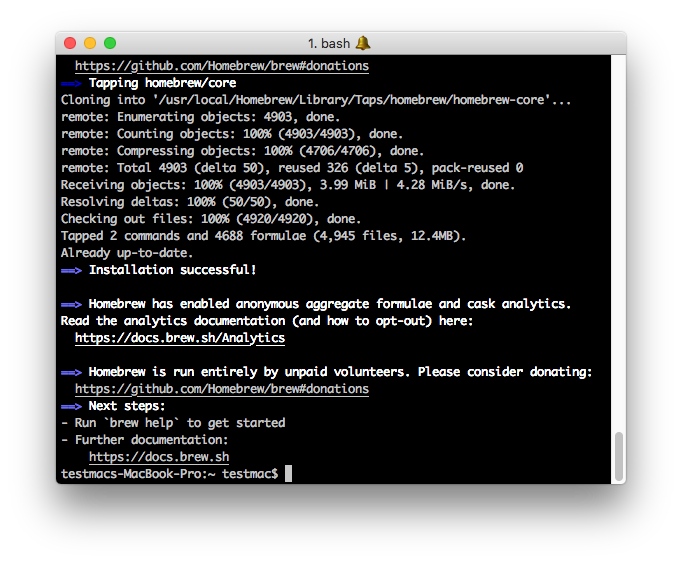 1. bash
https://github.com/Homebrew/brew#donations
==> Tapping homebrew/core
Cloning into '/usr/local/Homebrew/Library/Taps/homebrew/homebrew-core'...
remote: Enumerating objects: 4903, done.
remote: Counting objects: 100% (4903/4903), done.
remote: Compressing objects: 100% (4706/4706), done.
remote: Total 4903 (delta 50), reused 326 (delta 5), pack-reused 0
Receiving objects: 100% (4903/4903), 3.99 MiB | 4.28 MiB/s, done.
Resolving deltas: 100% (50/50), done.
Checking out files: 100% (4920/4920), done.
Tapped 2 commands and 4688 formulae (4,945 files, 12.4MB).
Already up-to-date.
==> Installation successful!
==> Homebrew has enabled anonymous aggregate formulae and cask analytics.
Read the analytics documentation (and how to opt-out) here:
https://docs.brew.sh/Analytics
==> Homebrew is run entirely by unpaid volunteers. Please consider donating:
https://github.com/Homebrew/brew#donations
==> Next steps:
- Run `brew help` to get started
- Further documentation:
https://docs.brew.sh
testmacs-MacBook-Pro:~ testmac$